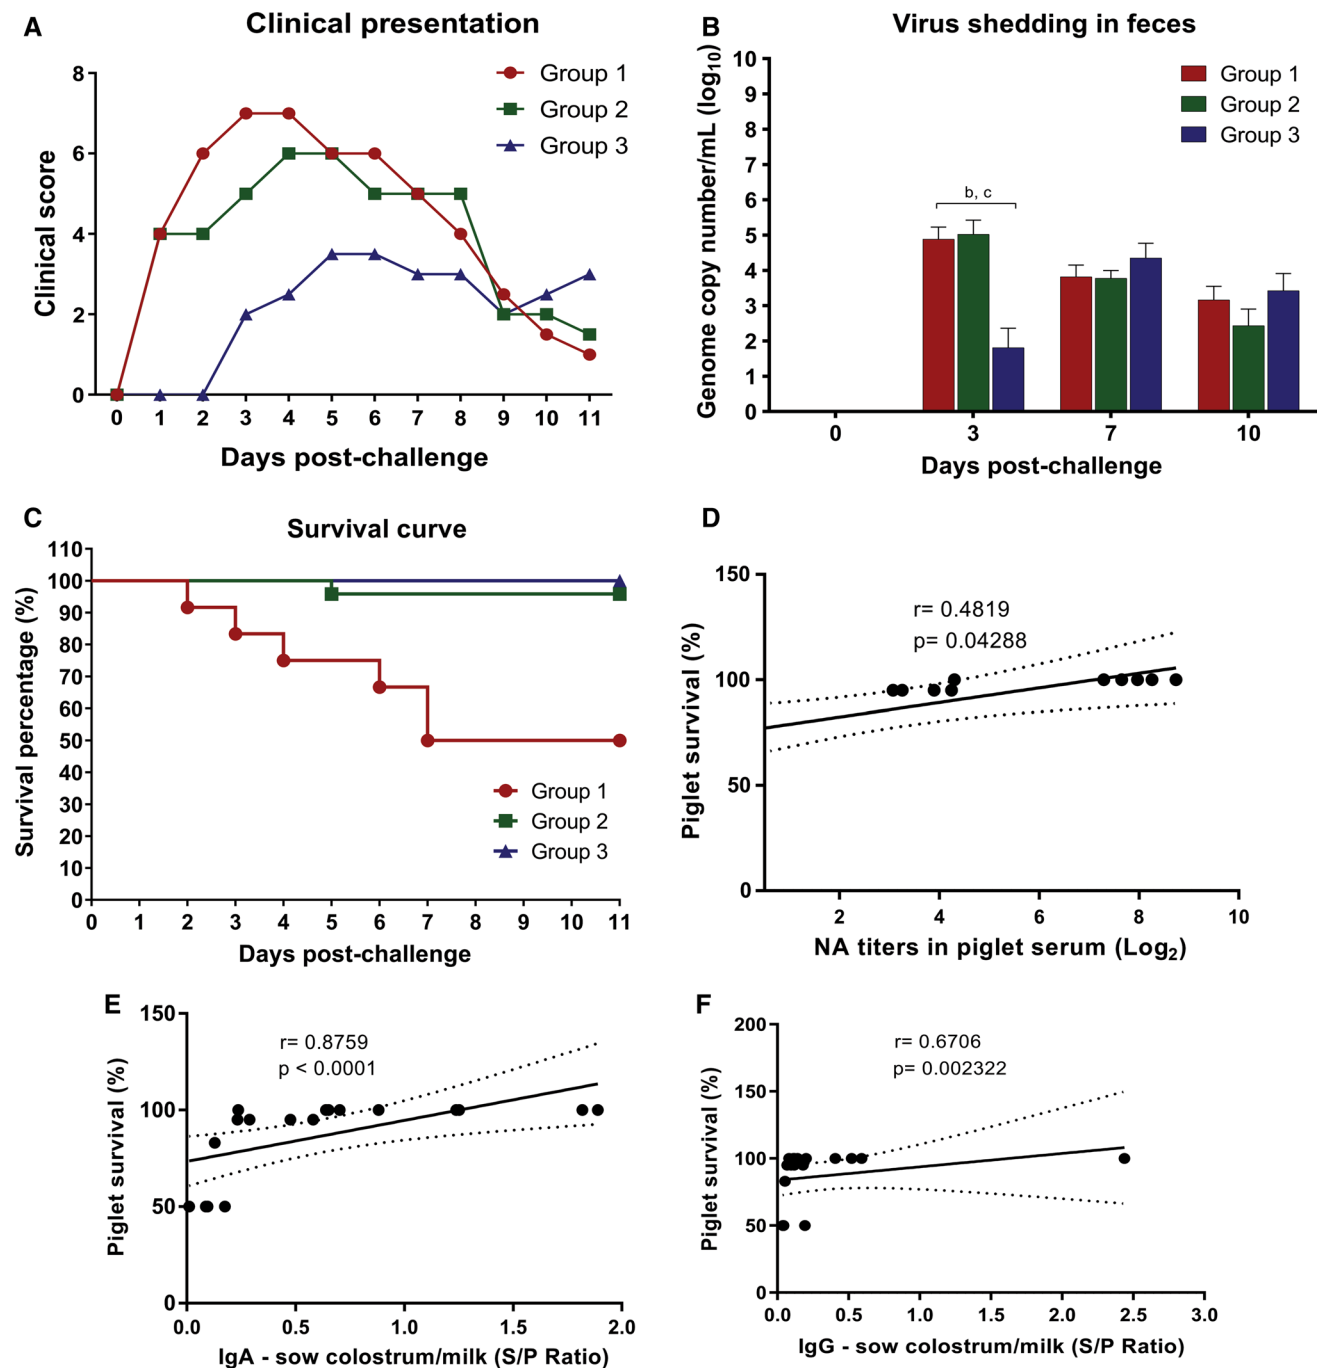 A
Clinical presentation
Clinical score
8
6
4
2
0
0 1 2 3 4 5 6 7 8 9 10 11
Days post-challenge
Group 1
Group 2
Group 3
B
Virus shedding in feces
Genome copy number/mL (log10)
10
9
8
7
6
5
4
3
2
1
0
b, c
0 3 7 10
Days post-challenge
Group 1
Group 2
Group 3
C
Survival curve
Survival percentage (%)
110
100
90
80
70
60
50
40
30
20
10
0
0 1 2 3 4 5 6 7 8 9 10 11
Days post-challenge
Group 1
Group 2
Group 3
D
Piglet survival (%)
150
100
50
0
r= 0.4819
p= 0.04288
2 4 6 8 10
NA titers in piglet serum (Log2)
E
Piglet survival (%)
150
100
50
0
r= 0.8759
p < 0.0001
0.0 0.5 1.0 1.5 2.0
IgA - sow colostrum/milk (S/P Ratio)
F
Piglet survival (%)
200
150
100
50
0
r= 0.6706
p= 0.002322
0.0 0.5 1.0 1.5 2.0 2.5 3.0
IgG - sow colostrum/milk (S/P Ratio)